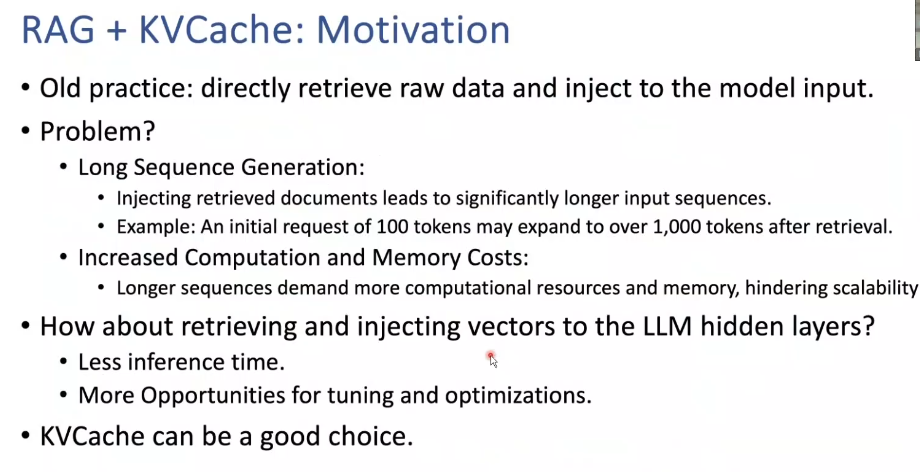 RAG + KVCache: Motivation
• Old practice: directly retrieve raw data and inject to the model input.
• Problem?
• Long Sequence Generation:
• Injecting retrieved documents leads to significantly longer input sequences.
• Example: An initial request of 100 tokens may expand to over 1,000 tokens after retrieval.
• Increased Computation and Memory Costs:
• Longer sequences demand more computational resources and memory, hindering scalability
• How about retrieving and injecting vectors to the LLM hidden layers?
• Less inference time.
• More Opportunities for tuning and optimizations.
• KVCache can be a good choice.